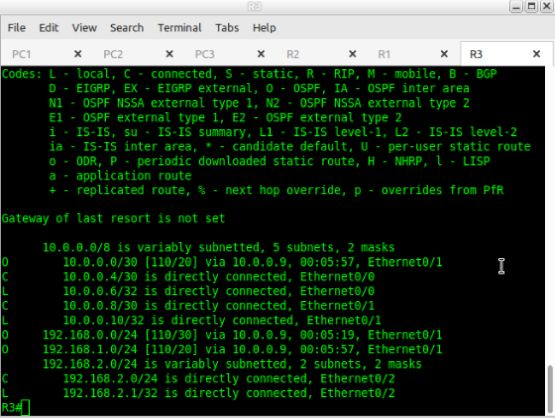 R3
File Edit View Search Terminal Tabs Help
PC1 × PC2 × PC3 × R2 × R1 × R3 ×
Codes: L - local, C - connected, S - static, R - RIP, M - mobile, B - BGP
D - EIGRP, EX - EIGRP external, O - OSPF, IA - OSPF inter area
N1 - OSPF NSSA external type 1, N2 - OSPF NSSA external type 2
E1 - OSPF external type 1, E2 - OSPF external type 2
i - IS-IS, su - IS-IS summary, L1 - IS-IS level-1, L2 - IS-IS level-2
ia - IS-IS inter area, * - candidate default, U - per-user static route
o - ODR, P - periodic downloaded static route, H - NHRP, l - LISP
a - application route
+ - replicated route, % - next hop override, p - overrides from PfR
Gateway of last resort is not set
10.0.0.0/8 is variably subnetted, 5 subnets, 2 masks
O 10.0.0.0/30 [110/20] via 10.0.0.9, 00:05:57, Ethernet0/1
C 10.0.0.4/30 is directly connected, Ethernet0/0
L 10.0.0.6/32 is directly connected, Ethernet0/0
C 10.0.0.8/30 is directly connected, Ethernet0/1
L 10.0.0.10/32 is directly connected, Ethernet0/1
O 192.168.0.0/24 [110/30] via 10.0.0.9, 00:05:19, Ethernet0/1
O 192.168.1.0/24 [110/20] via 10.0.0.9, 00:05:57, Ethernet0/1
192.168.2.0/24 is variably subnetted, 2 subnets, 2 masks
C 192.168.2.0/24 is directly connected, Ethernet0/2
L 192.168.2.1/32 is directly connected, Ethernet0/2
R3#